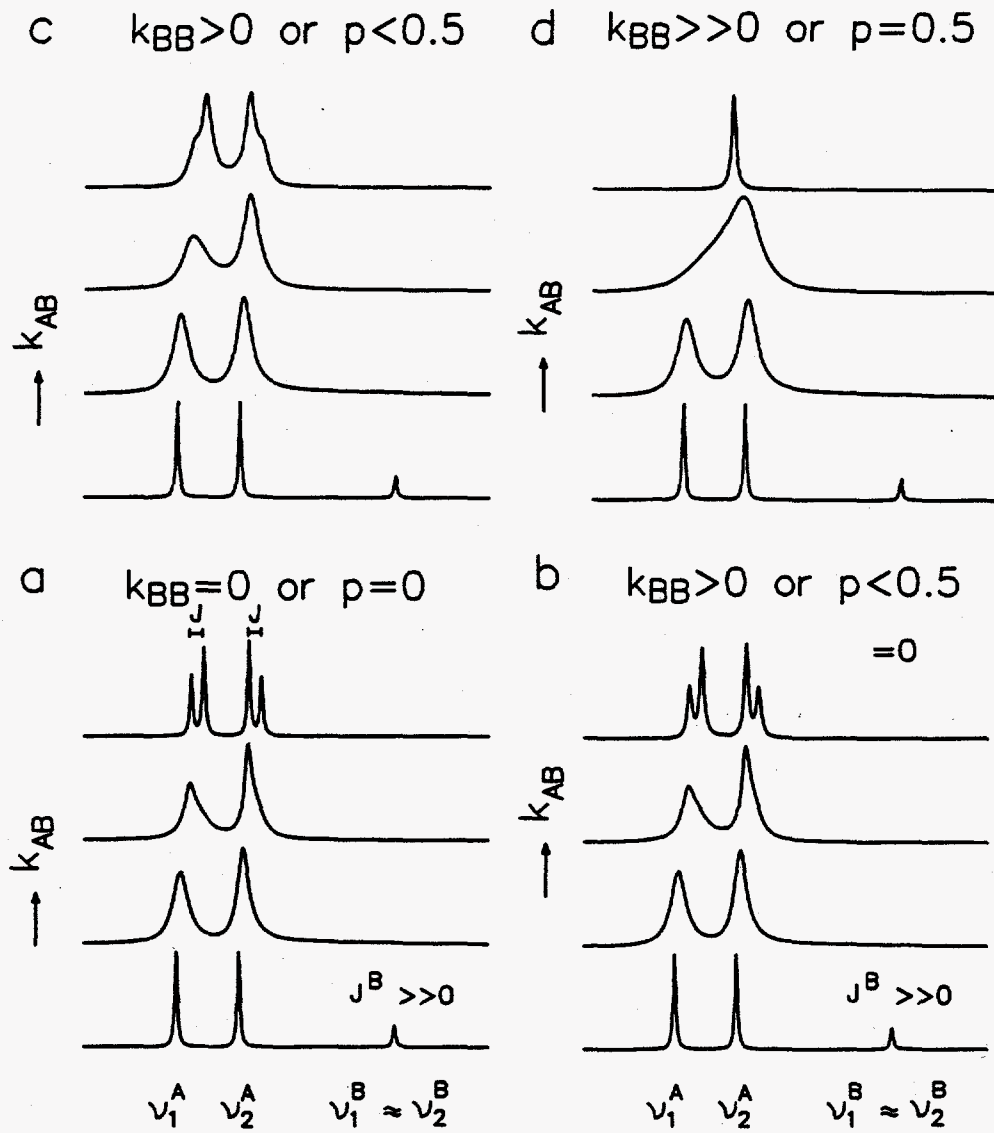 c k_BB>0 or p<0.5
d k_BB>>0 or p=0.5
→ k_AB
→ k_AB
a k_BB=0 or p=0
J J
b k_BB>0 or p<0.5
=0
→ k_AB
→ k_AB
J^B >>0
J^B >>0
ν_1^A ν_2^A ν_1^B ≈ ν_2^B
ν_1^A ν_2^A ν_1^B ≈ ν_2^B